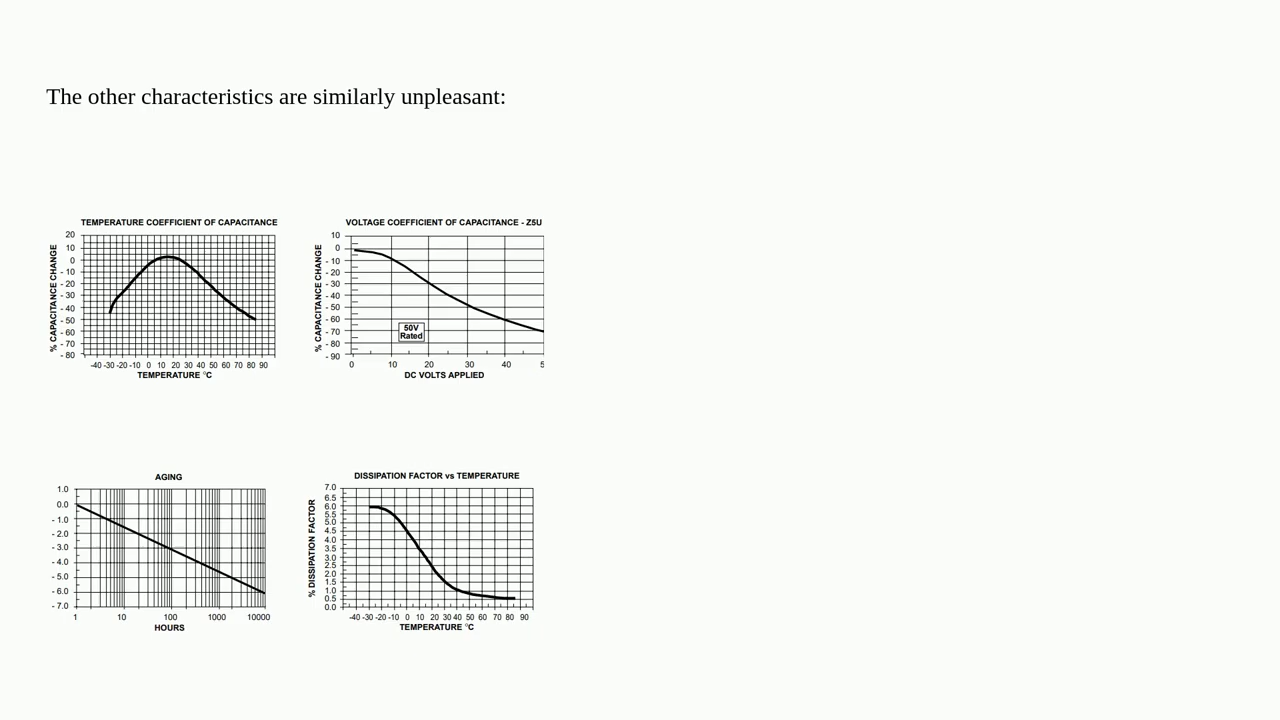 The other characteristics are similarly unpleasant:
TEMPERATURE COEFFICIENT OF CAPACITANCE
% CAPACITANCE CHANGE
20
10
0
- 10
- 20
- 30
- 40
- 50
- 60
- 70
- 80
-40 -30 -20 -10 0 10 20 30 40 50 60 70 80 90
TEMPERATURE °C
VOLTAGE COEFFICIENT OF CAPACITANCE - Z5U
% CAPACITANCE CHANGE
10
0
- 10
- 20
- 30
- 40
- 50
- 60
- 70
- 80
- 90
50V
Rated
0 10 20 30 40 5
DC VOLTS APPLIED
AGING
1.0
0.0
- 1.0
- 2.0
- 3.0
- 4.0
- 5.0
- 6.0
- 7.0
1 10 100 1000 10000
HOURS
DISSIPATION FACTOR vs TEMPERATURE
% DISSIPATION FACTOR
7.0
6.5
6.0
5.5
5.0
4.5
4.0
3.5
3.0
2.5
2.0
1.5
1.0
0.5
0.0
-40 -30 -20 -10 0 10 20 30 40 50 60 70 80 90
TEMPERATURE °C